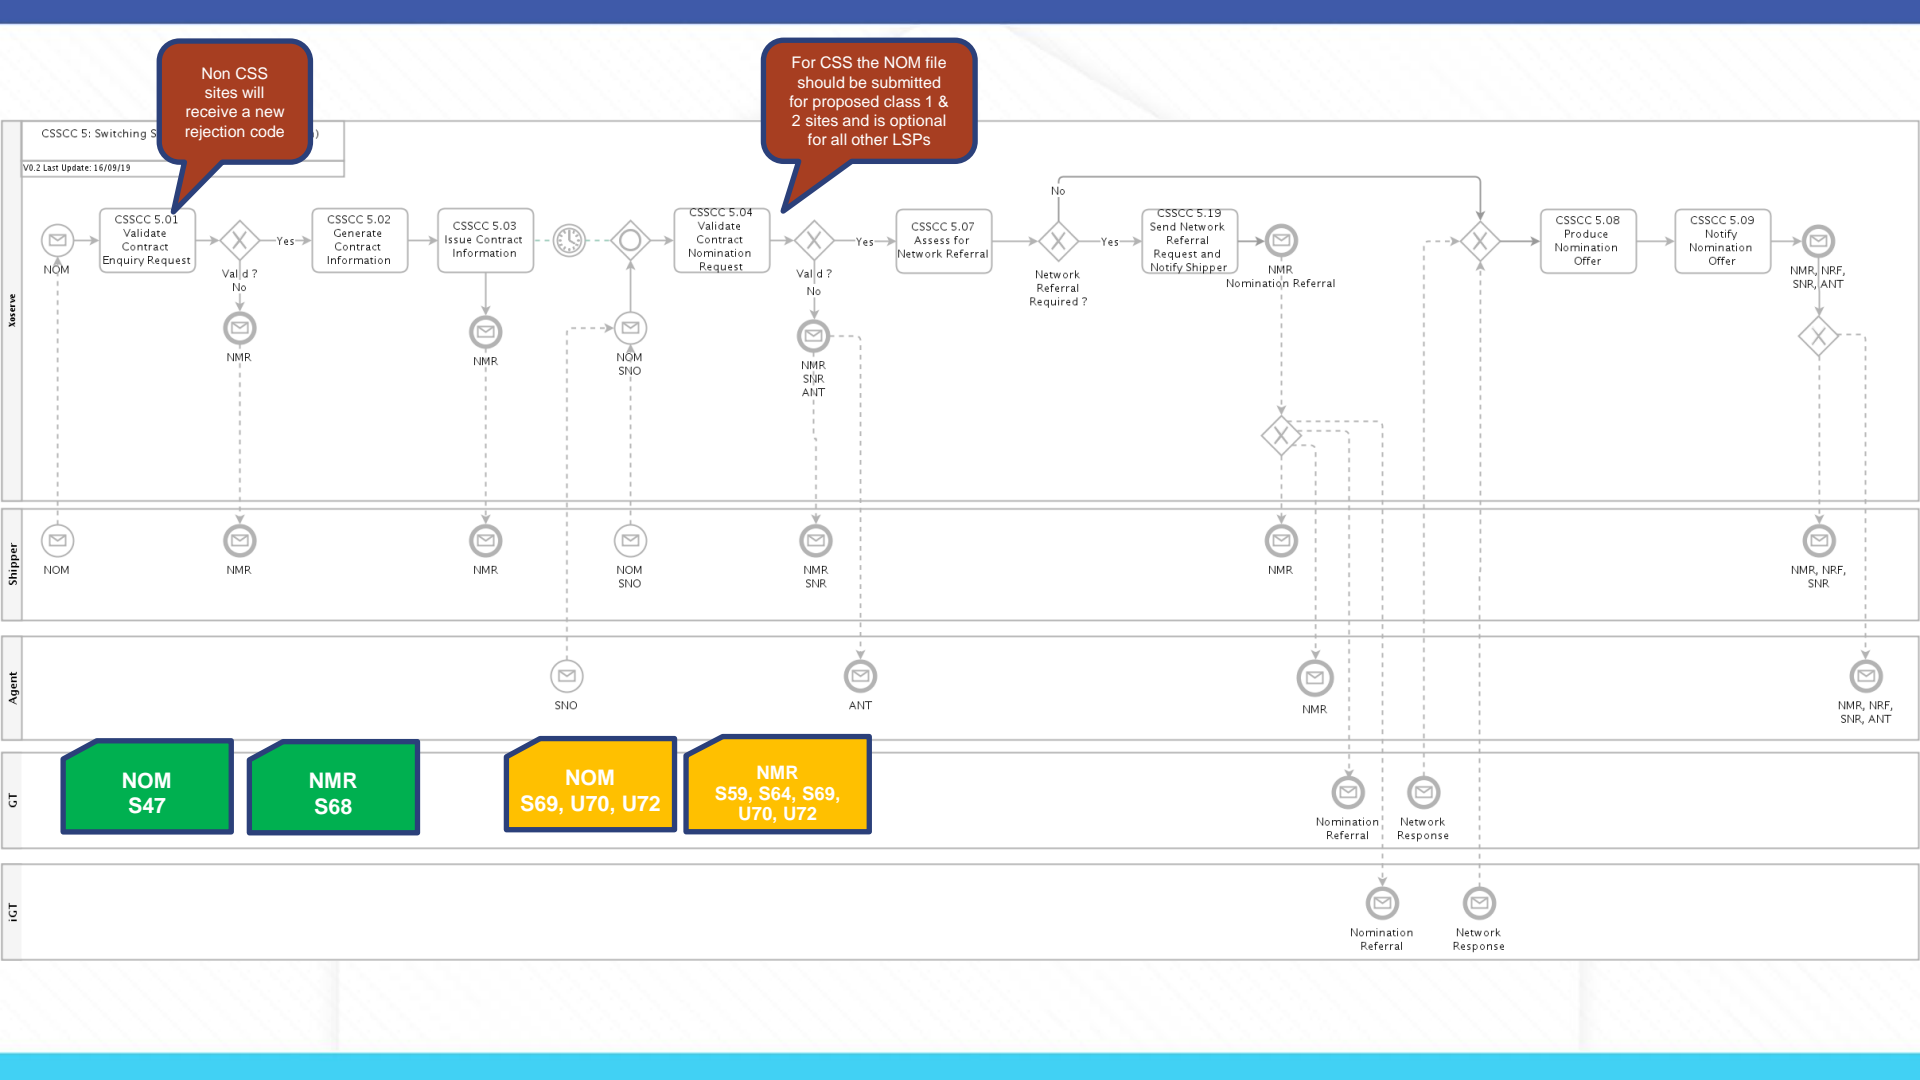 Non CSS
sites will
receive a new
rejection code
For CSS the NOM file
should be submitted
for proposed class 1 &
2 sites and is optional
for all other LSPs
CSSCC 5: Switching S
)
V0.2 Last Update: 16/09/19
Xoserve
NOM
CSSCC 5.01
Validate
Contract
Enquiry Request
Valid ?
No
Yes
NMR
CSSCC 5.02
Generate
Contract
Information
CSSCC 5.03
Issue Contract
Information
NMR
NOM
SNO
CSSCC 5.04
Validate
Contract
Nomination
Request
Valid ?
No
Yes
NMR
SNR
ANT
CSSCC 5.07
Assess for
Network Referral
No
Yes
Network
Referral
Required ?
CSSCC 5.19
Send Network
Referral
Request and
Notify Shipper
NMR
Nomination Referral
CSSCC 5.08
Produce
Nomination
Offer
CSSCC 5.09
Notify
Nomination
Offer
NMR, NRF,
SNR, ANT
Shipper
NOM
NMR
NMR
NOM
SNO
NMR
SNR
NMR
NMR, NRF,
SNR
Agent
SNO
ANT
NMR
NMR, NRF,
SNR, ANT
GT
NOM
S47
NMR
S68
NOM
S69, U70, U72
NMR
S59, S64, S69,
U70, U72
Nomination
Referral
Network
Response
iGT
Nomination
Referral
Network
Response